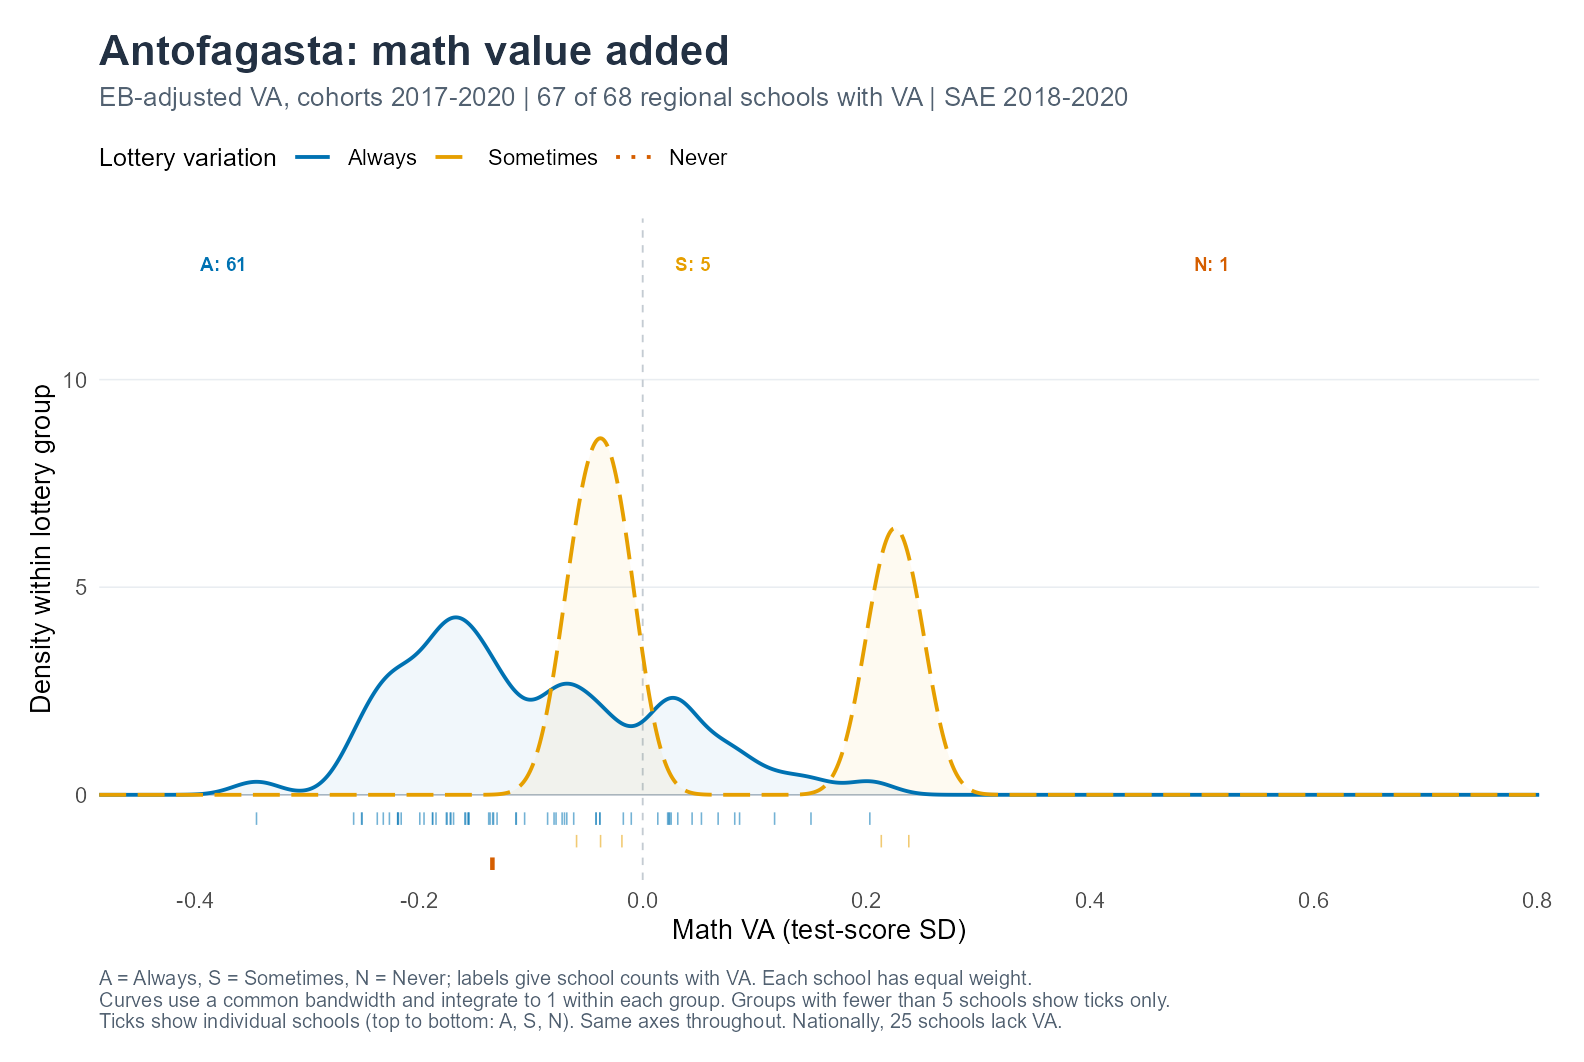 Antofagasta: math value added
EB-adjusted VA, cohorts 2017-2020 | 67 of 68 regional schools with VA | SAE 2018-2020
Lottery variation Always Sometimes Never
A: 61 S: 5 N: 1
Density within lottery group
10
5
0
-0.4 -0.2 0.0 0.2 0.4 0.6 0.8
Math VA (test-score SD)
A = Always, S = Sometimes, N = Never; labels give school counts with VA. Each school has equal weight.
Curves use a common bandwidth and integrate to 1 within each group. Groups with fewer than 5 schools show ticks only.
Ticks show individual schools (top to bottom: A, S, N). Same axes throughout. Nationally, 25 schools lack VA.